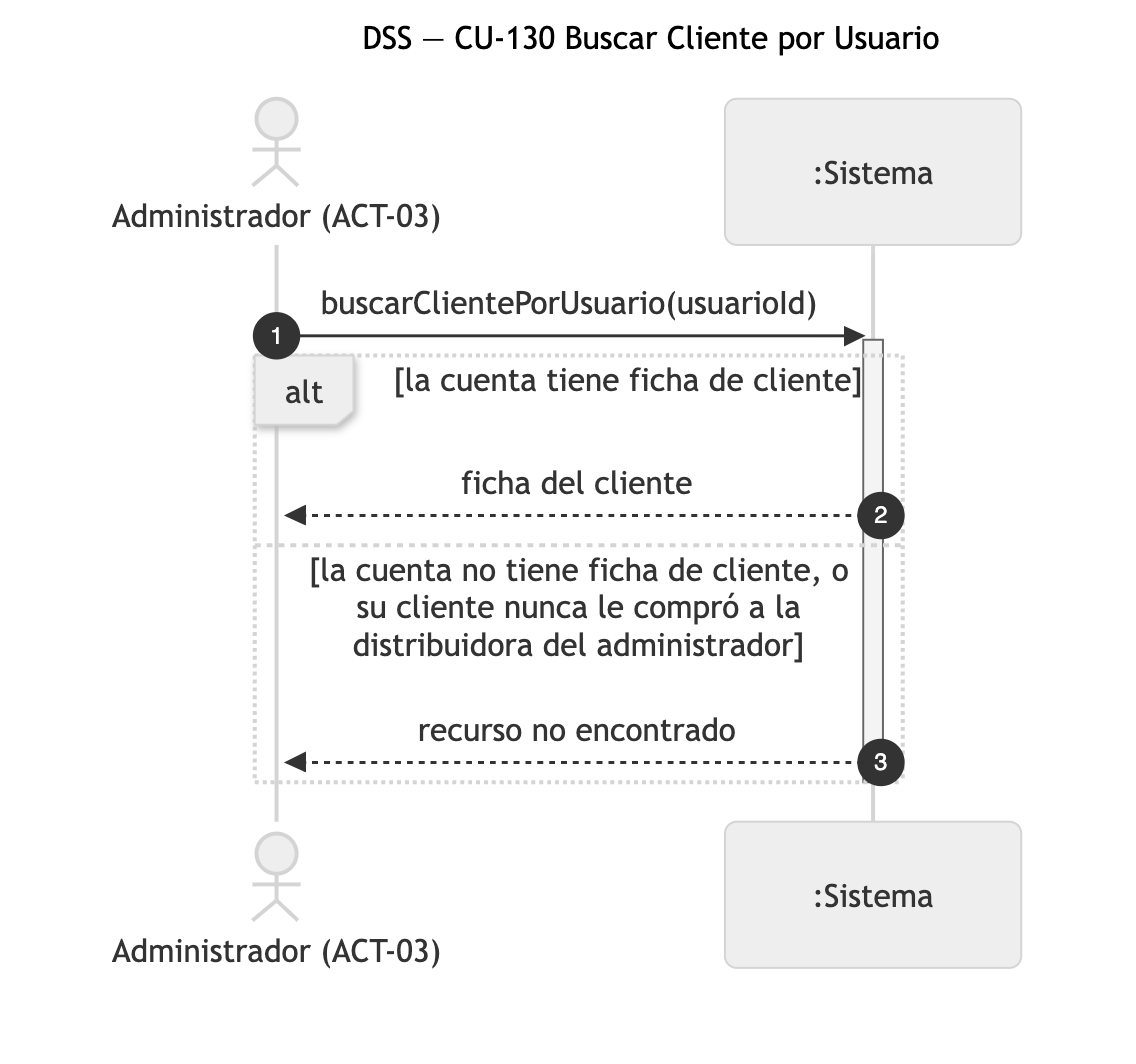 DSS — CU-130 Buscar Cliente por Usuario
:Sistema
Administrador (ACT-03)
buscarClientePorUsuario(usuarioId)
1
alt
[la cuenta tiene ficha de cliente]
ficha del cliente
2
[la cuenta no tiene ficha de cliente, o
su cliente nunca le compró a la
distribuidora del administrador]
recurso no encontrado
3
:Sistema
Administrador (ACT-03)